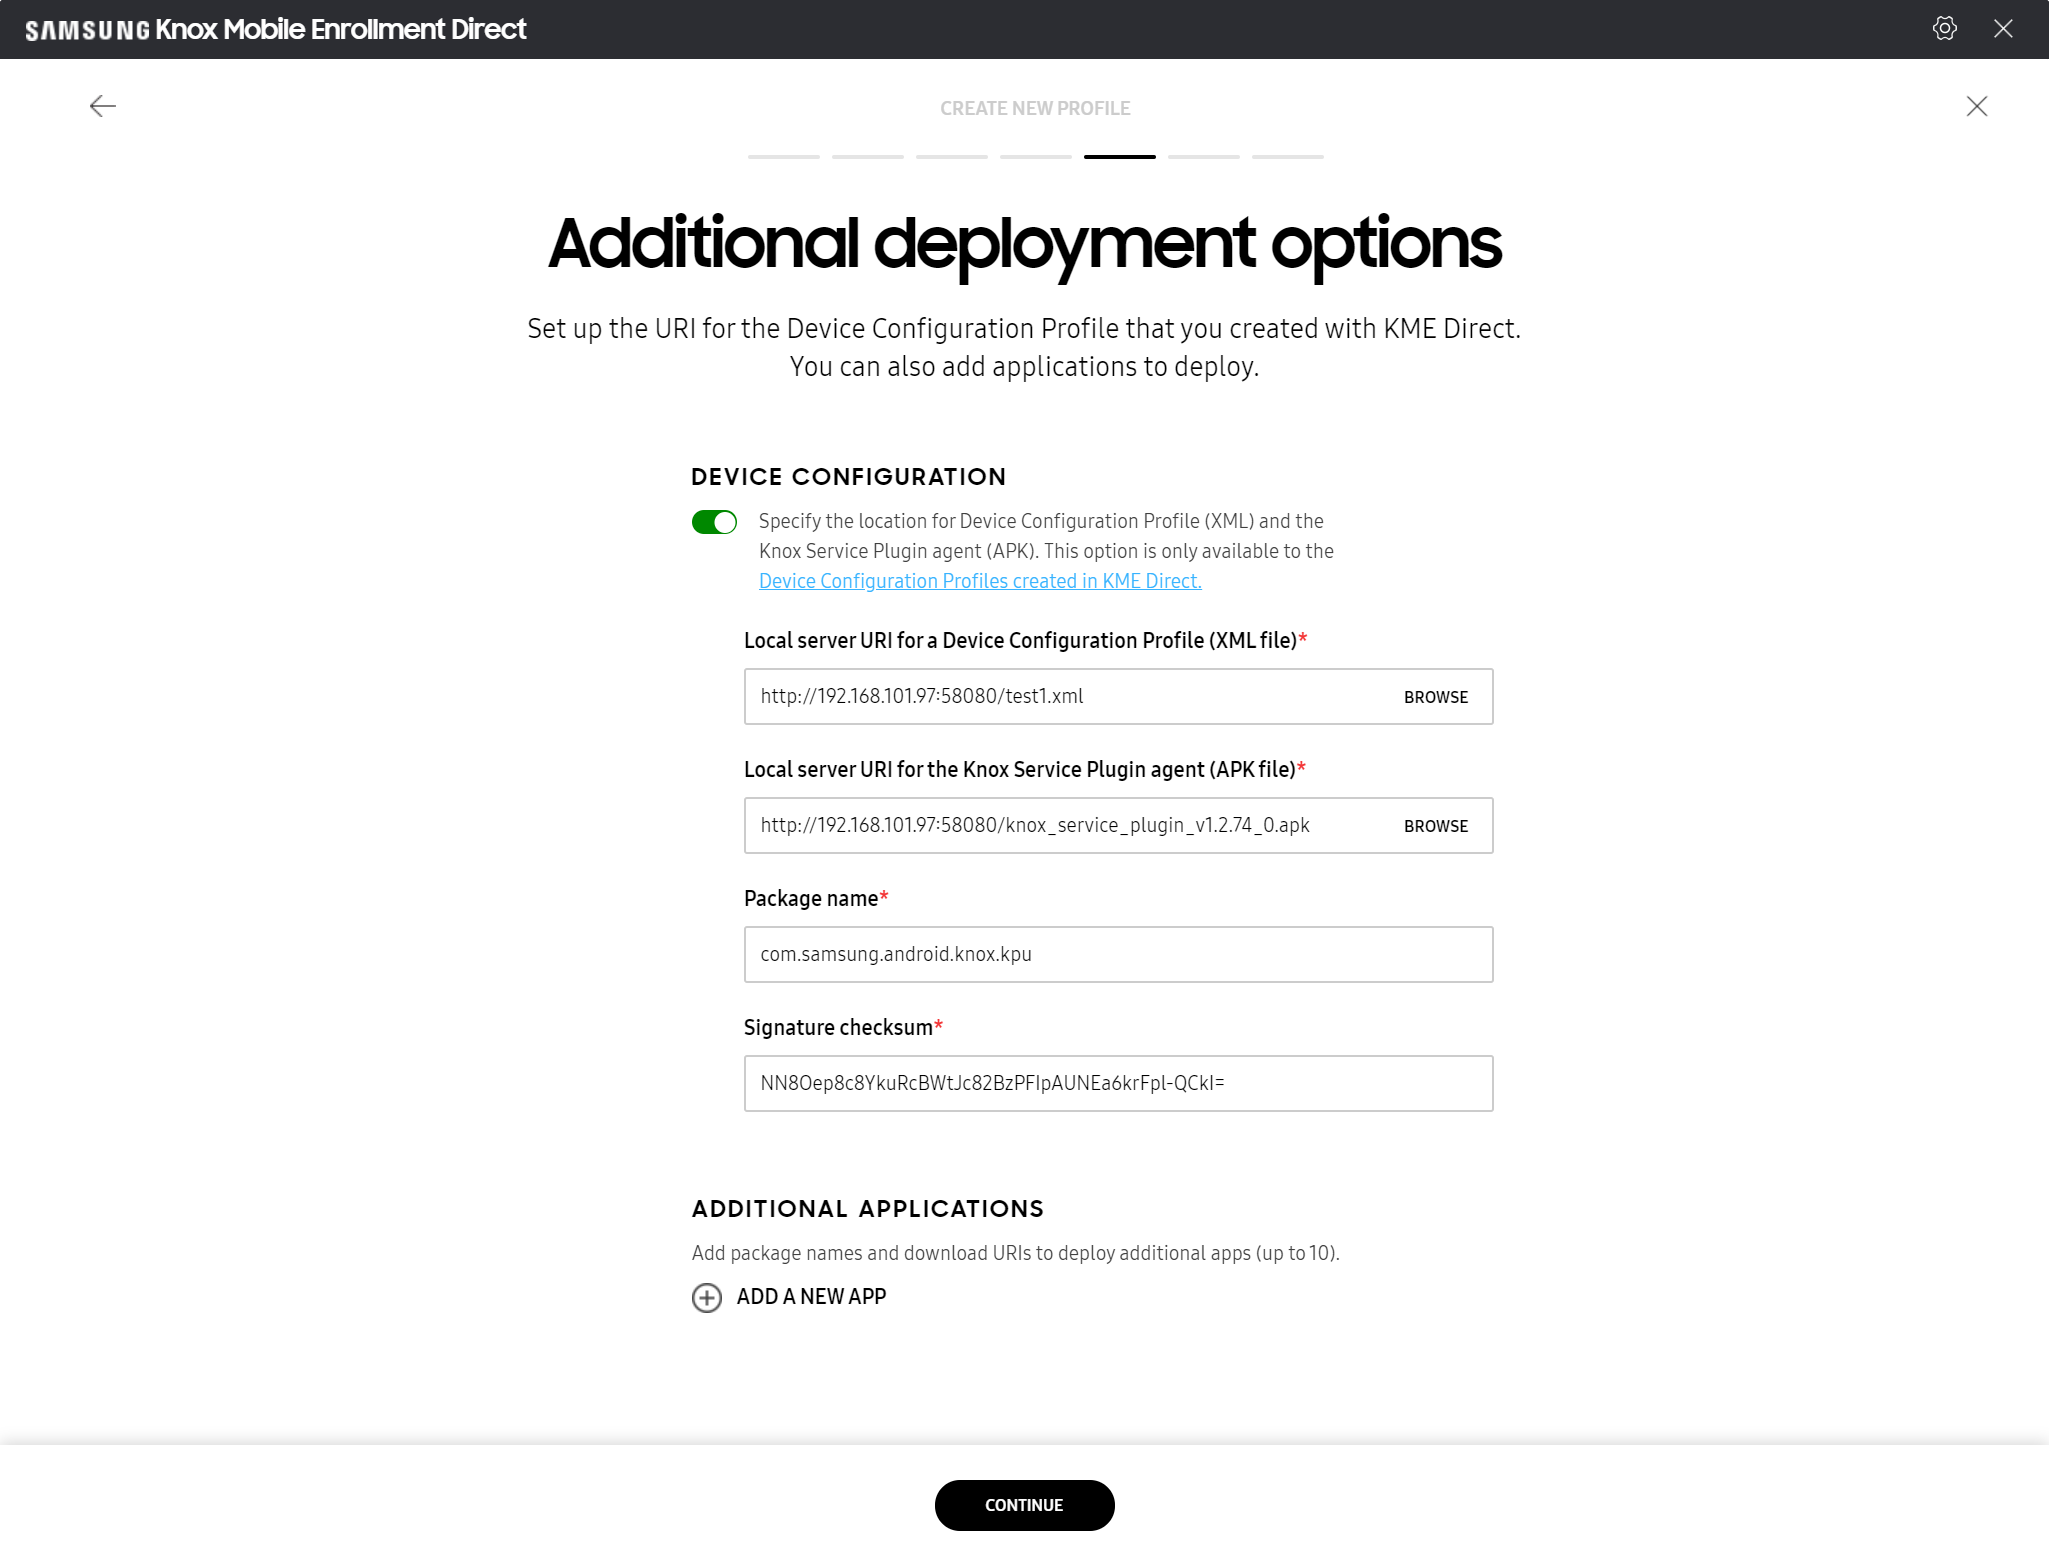 SAMSUNG Knox Mobile Enrollment Direct
CREATE NEW PROFILE
Additional deployment options
Set up the URI for the Device Configuration Profile that you created with KME Direct.
You can also add applications to deploy.
DEVICE CONFIGURATION
Specify the location for Device Configuration Profile (XML) and the
Knox Service Plugin agent (APK). This option is only available to the
Device Configuration Profiles created in KME Direct.
Local server URI for a Device Configuration Profile (XML file)*
http://192.168.101.97:58080/test1.xml BROWSE
Local server URI for the Knox Service Plugin agent (APK file)*
http://192.168.101.97:58080/knox_service_plugin_v1.2.74_0.apk BROWSE
Package name*
com.samsung.android.knox.kpu
Signature checksum*
NN8Oep8c8YkuRcBWtJc82BzPFIpAUNEa6krFpl-QCkI=
ADDITIONAL APPLICATIONS
Add package names and download URIs to deploy additional apps (up to 10).
ADD A NEW APP
CONTINUE